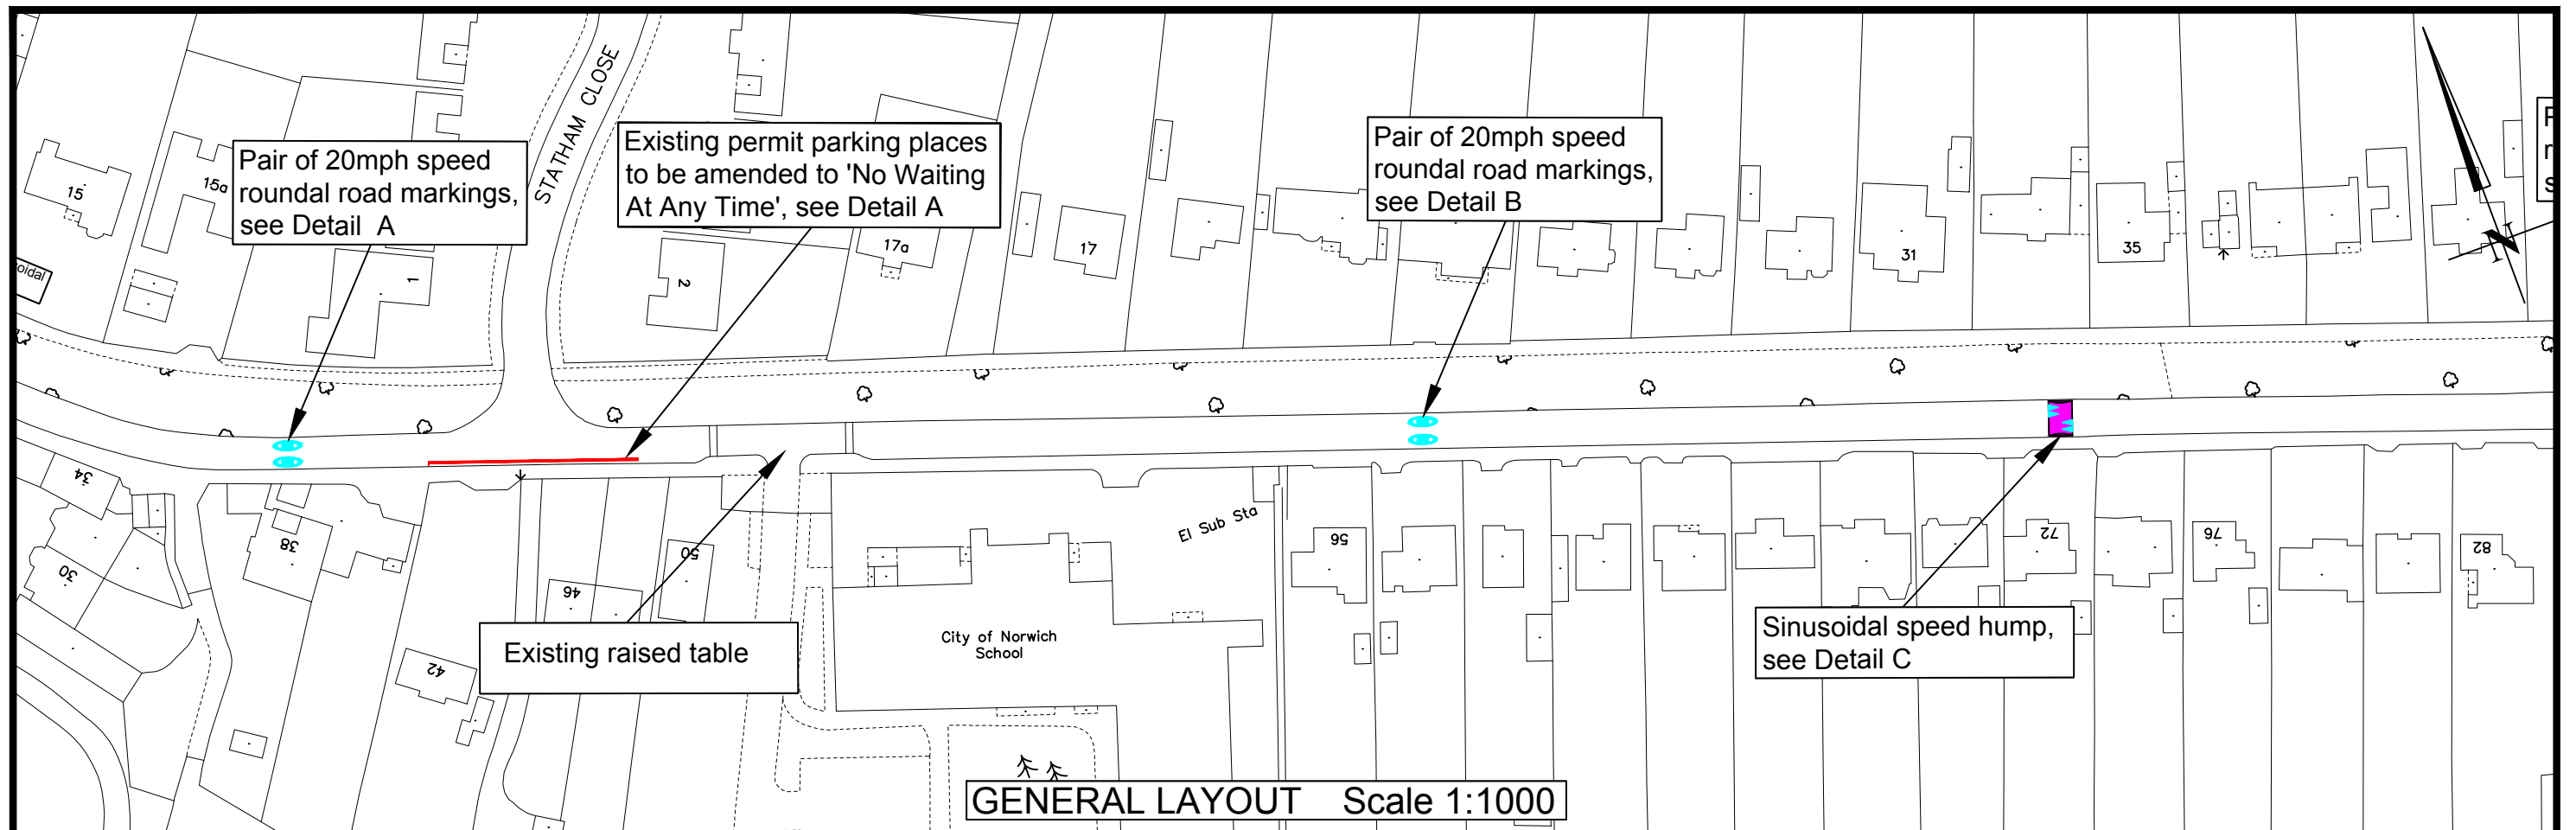 STATHAM CLOSE
Pair of 20mph speed
roundal road markings,
see Detail A
Existing permit parking places
to be amended to 'No Waiting
At Any Time', see Detail A
Pair of 20mph speed
roundal road markings,
see Detail B
15
15a
1
2
17a
17
31
35
N
oidal
34
38
30
46
50
42
56
72
76
82
El Sub Sta
City of Norwich
School
Existing raised table
Sinusoidal speed hump,
see Detail C
GENERAL LAYOUT Scale 1:1000